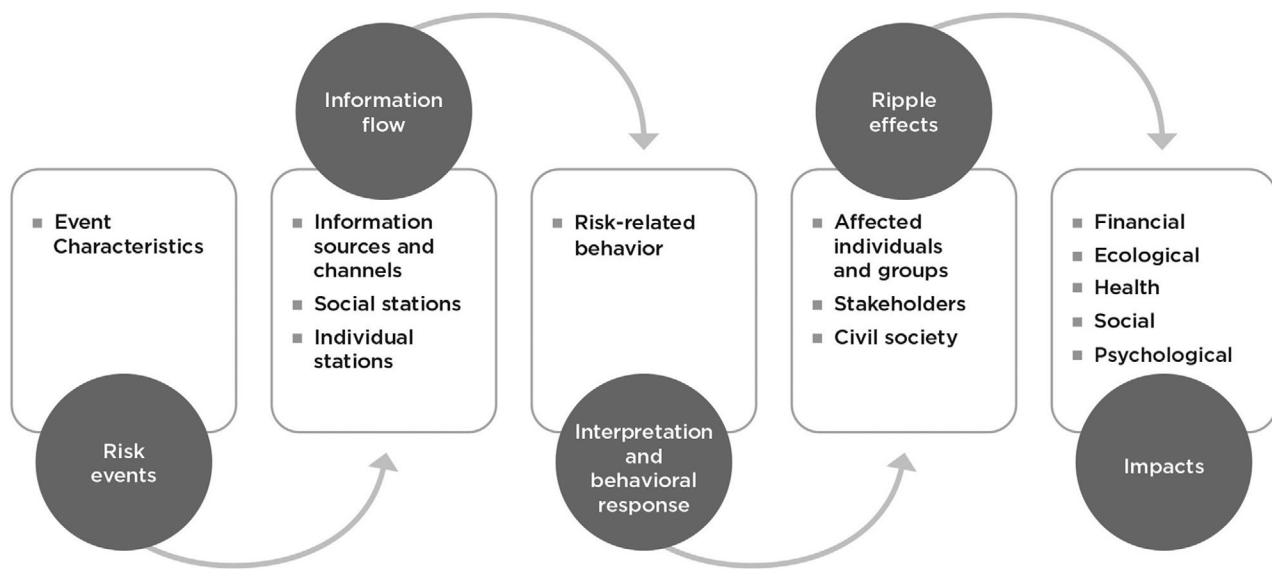 Risk
events
Event
Characteristics
Information
flow
Information
sources and
channels
Social stations
Individual
stations
Interpretation
and
behavioral
response
Risk-related
behavior
Ripple
effects
Affected
individuals
and groups
Stakeholders
Civil society
Impacts
Financial
Ecological
Health
Social
Psychological